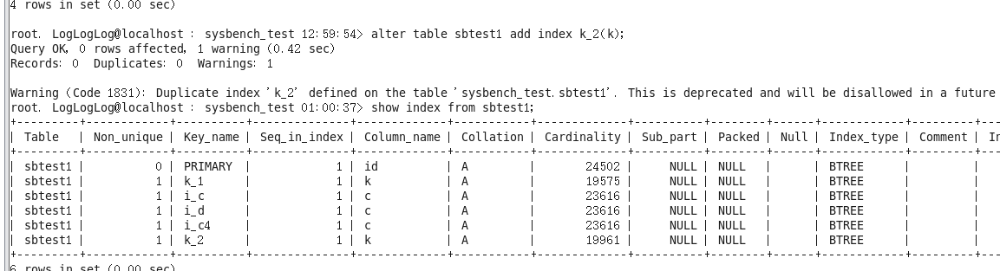 4 rows in set (0.00 sec)
root. LogLogLog@localhost : sysbench_test 12:59:54> alter table sbtest1 add index k_2(k);
Query OK, 0 rows affected, 1 warning (0.42 sec)
Records: 0  Duplicates: 0  Warnings: 1
Warning (Code 1831): Duplicate index 'k_2' defined on the table 'sysbench_test.sbtest1'. This is deprecated and will be disallowed in a future
root. LogLogLog@localhost : sysbench_test 01:00:37> show index from sbtest1;
+---------+------------+----------+--------------+-------------+-----------+-------------+----------+--------+------+------------+---------+---
| Table | Non_unique | Key_name | Seq_in_index | Column_name | Collation | Cardinality | Sub_part | Packed | Null | Index_type | Comment | In
+---------+------------+----------+--------------+-------------+-----------+-------------+----------+--------+------+------------+---------+---
| sbtest1 | 0 | PRIMARY | 1 | id | A | 24502 | NULL | NULL | | BTREE | |
| sbtest1 | 1 | k_1 | 1 | k | A | 19575 | NULL | NULL | | BTREE | |
| sbtest1 | 1 | i_c | 1 | c | A | 23616 | NULL | NULL | | BTREE | |
| sbtest1 | 1 | i_d | 1 | c | A | 23616 | NULL | NULL | | BTREE | |
| sbtest1 | 1 | i_c4 | 1 | c | A | 23616 | NULL | NULL | | BTREE | |
| sbtest1 | 1 | k_2 | 1 | k | A | 19961 | NULL | NULL | | BTREE | |
+---------+------------+----------+--------------+-------------+-----------+-------------+----------+--------+------+------------+---------+---
6 rows in set (0.00 sec)